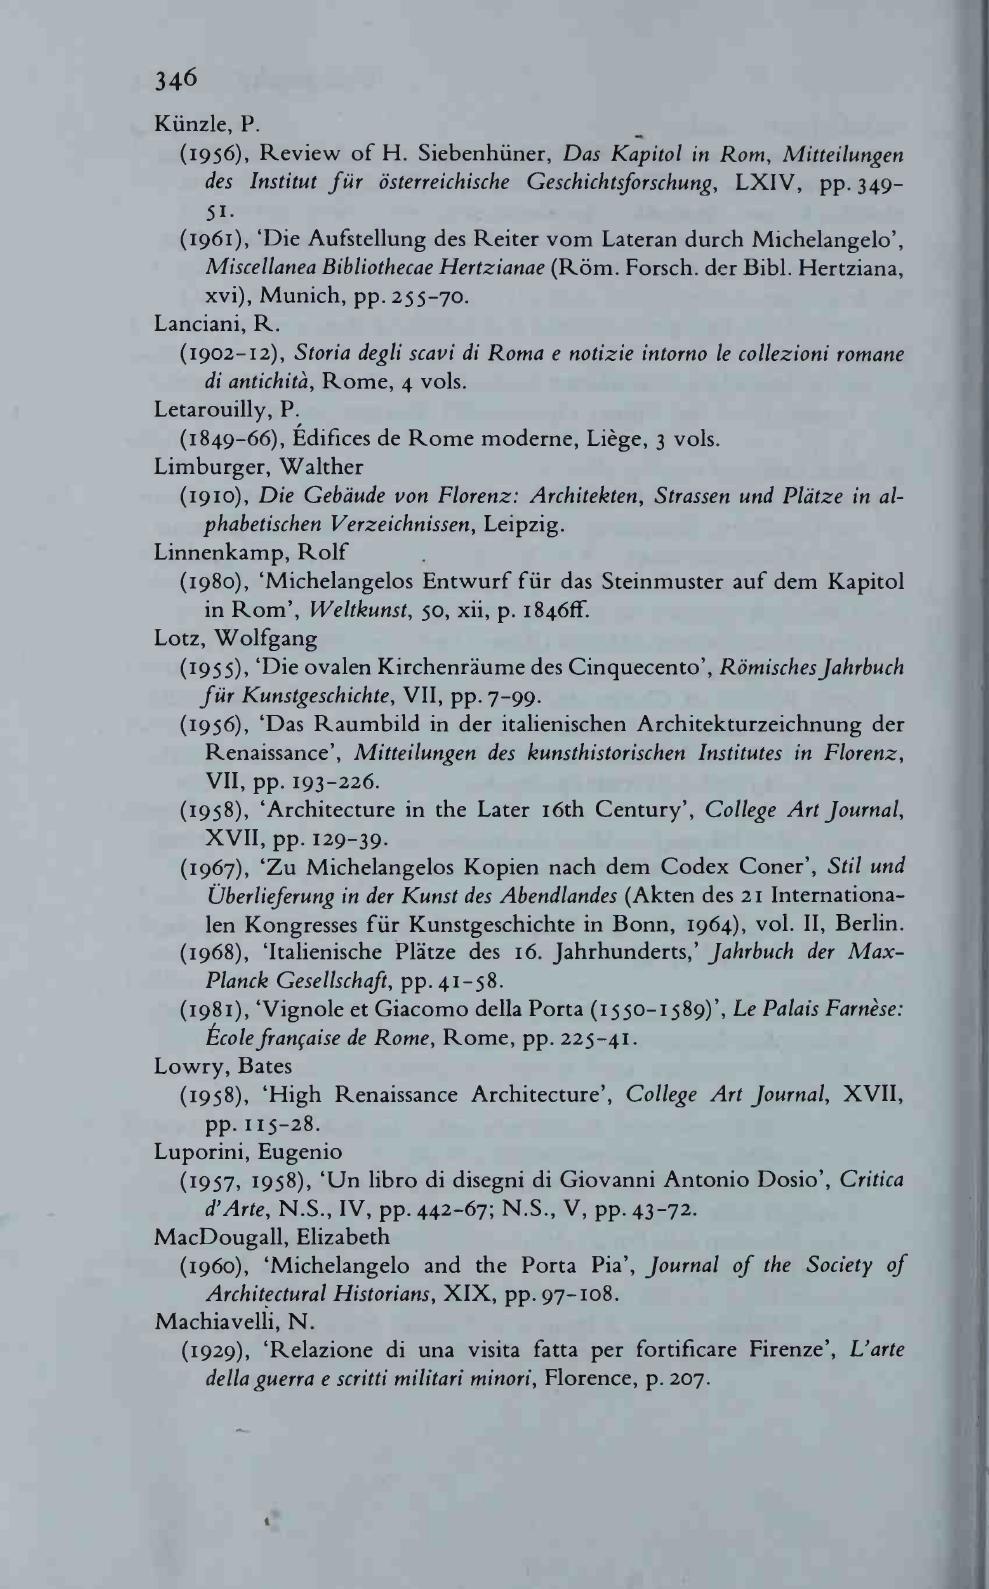 346
Künzle, P.
(1956), Review of H. Siebenhüner, Das Kapitol in Rom, Mitteilungen
des Institut für österreichische Geschichtsforschung, LXIV, pp. 349-
51.
(1961), ‘Die Aufstellung des Reiter vom Lateran durch Michelangelo’,
Miscellanea Bibliothecae Hertzianae (Röm. Forsch. der Bibl. Hertziana,
xvi), Munich, pp. 255-70.
Lanciani, R.
(1902-12), Storia degli scavi di Roma e notizie intorno le collezioni romane
di antichità, Rome, 4 vols.
Letarouilly, P.
(1849-66), Édifices de Rome moderne, Liège, 3 vols.
Limburger, Walther
(1910), Die Gebäude von Florenz: Architekten, Strassen und Plätze in al-
phabetischen Verzeichnissen, Leipzig.
Linnenkamp, Rolf
(1980), ‘Michelangelos Entwurf für das Steinmuster auf dem Kapitol
in Rom’, Weltkunst, 50, xii, p. 1846ff.
Lotz, Wolfgang
(1955), ‘Die ovalen Kirchenräume des Cinquecento’, Römisches Jahrbuch
für Kunstgeschichte, VII, pp. 7-99.
(1956), ‘Das Raumbild in der italienischen Architekturzeichnung der
Renaissance’, Mitteilungen des kunsthistorischen Institutes in Florenz,
VII, pp. 193-226.
(1958), ‘Architecture in the Later 16th Century’, College Art Journal,
XVII, pp. 129-39.
(1967), ‘Zu Michelangelos Kopien nach dem Codex Coner’, Stil und
Überlieferung in der Kunst des Abendlandes (Akten des 21 Internationa-
len Kongresses für Kunstgeschichte in Bonn, 1964), vol. II, Berlin.
(1968), ‘Italienische Plätze des 16. Jahrhunderts,’ Jahrbuch der Max-
Planck Gesellschaft, pp. 41-58.
(1981), ‘Vignole et Giacomo della Porta (1550-1589)’, Le Palais Farnèse:
École française de Rome, Rome, pp. 225-41.
Lowry, Bates
(1958), ‘High Renaissance Architecture’, College Art Journal, XVII,
pp. 115-28.
Luporini, Eugenio
(1957, 1958), ‘Un libro di disegni di Giovanni Antonio Dosio’, Critica
d’Arte, N.S., IV, pp. 442-67; N.S., V, pp. 43-72.
MacDougall, Elizabeth
(1960), ‘Michelangelo and the Porta Pia’, Journal of the Society of
Architectural Historians, XIX, pp. 97-108.
Machiavelli, N.
(1929), ‘Relazione di una visita fatta per fortificare Firenze’, L’arte
della guerra e scritti militari minori, Florence, p. 207.